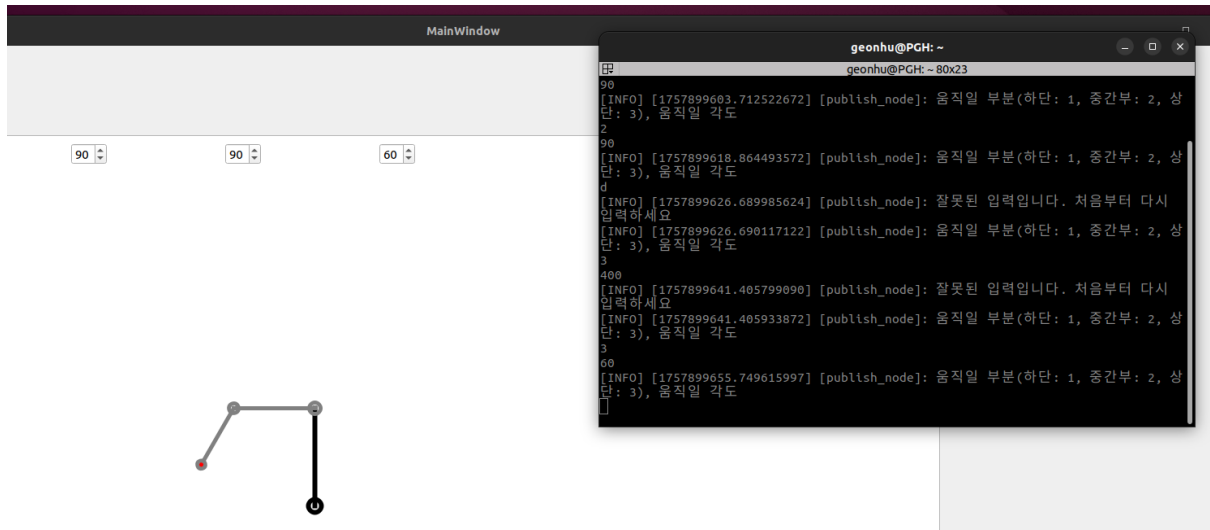 MainWindow
90
90
60
geonhu@PGH: ~
geonhu@PGH: ~ 80x23
90
[INFO] [1757899603.712522672] [publish_node]: 움직일 부분(하단: 1, 중간부: 2, 상
단: 3), 움직일 각도
2
90
[INFO] [1757899618.864493572] [publish_node]: 움직일 부분(하단: 1, 중간부: 2, 상
단: 3), 움직일 각도
d
[INFO] [1757899626.689985624] [publish_node]: 잘못된 입력입니다. 처음부터 다시
입력하세요
[INFO] [1757899626.690117122] [publish_node]: 움직일 부분(하단: 1, 중간부: 2, 상
단: 3), 움직일 각도
3
400
[INFO] [1757899641.405799090] [publish_node]: 잘못된 입력입니다. 처음부터 다시
입력하세요
[INFO] [1757899641.405933872] [publish_node]: 움직일 부분(하단: 1, 중간부: 2, 상
단: 3), 움직일 각도
3
60
[INFO] [1757899655.749615997] [publish_node]: 움직일 부분(하단: 1, 중간부: 2, 상
단: 3), 움직일 각도